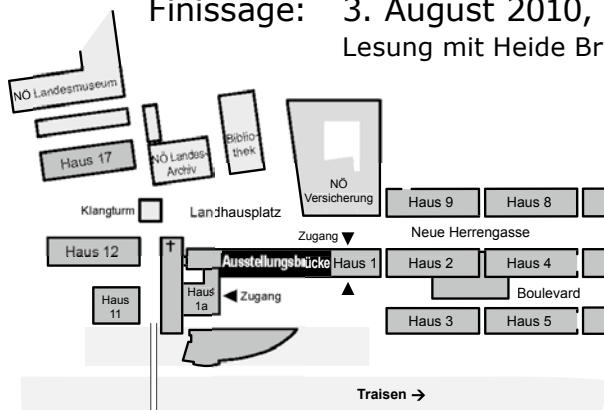 Finissage: 3. August 2010,
Lesung mit Heide Br
NÖ Landesmuseum
Haus 17
NÖ Landes-
Archiv
Biblio-
thek
NÖ
Versicherung
Klangturm
Landhausplatz
Haus 9
Haus 8
Zugang
Neue Herrengasse
Haus 12
Ausstellungsbrücke
Haus 1
Haus 2
Haus 4
Haus
11
Haus
1a
Zugang
Boulevard
Haus 3
Haus 5
Traisen →